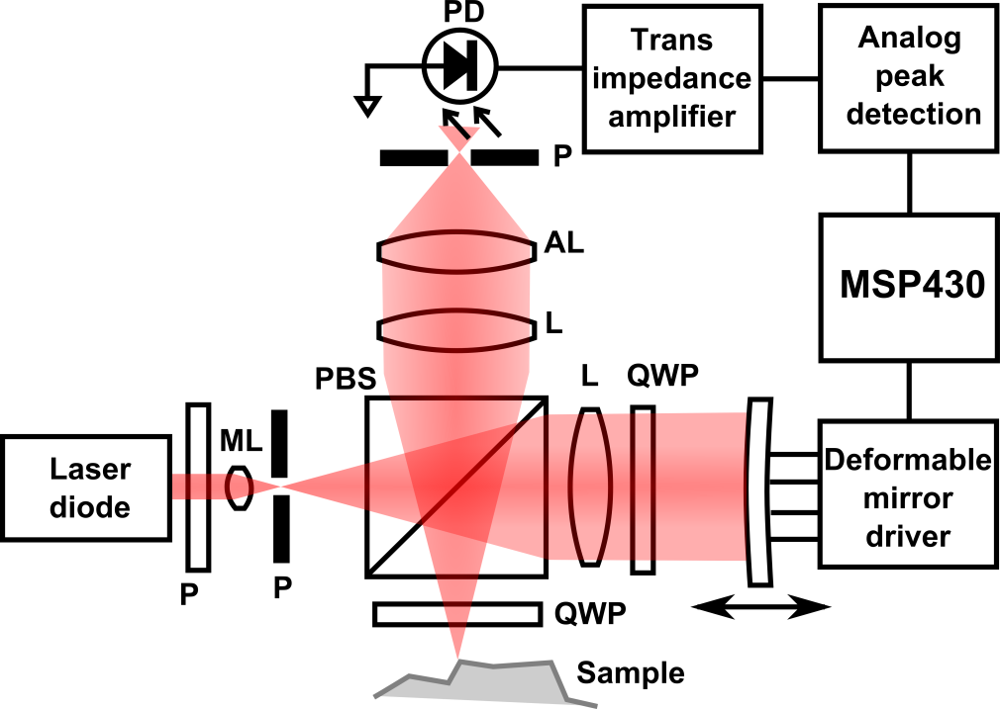 PD
Trans
impedance
amplifier
Analog
peak
detection
P
AL
MSP430
L
PBS
L
QWP
ML
Laser
diode
Deformable
mirror
driver
P
P
QWP
Sample